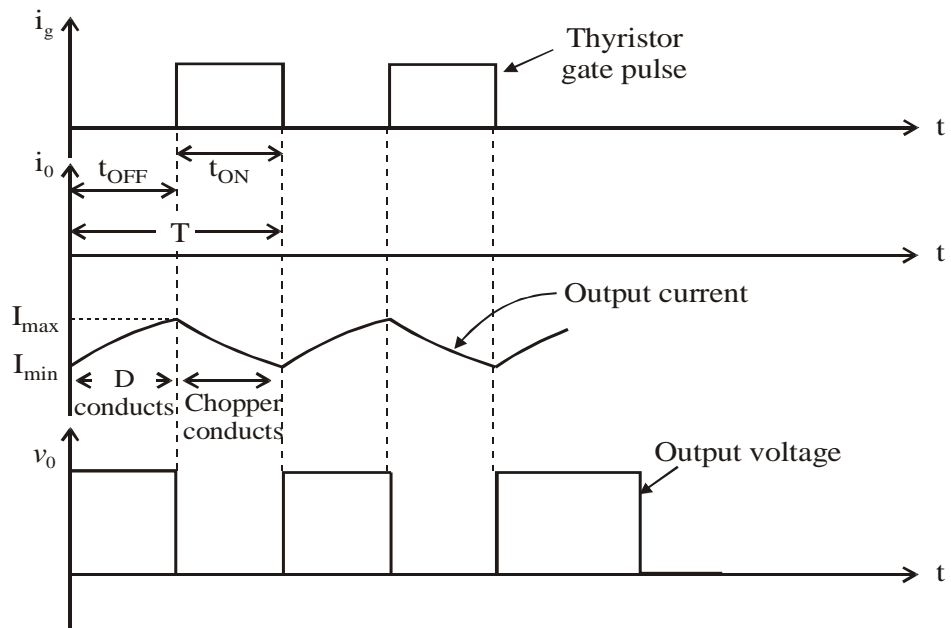 i_g
Thyristor
gate pulse
t
i_0
t_OFF
t_ON
T
t
Output current
I_max
I_min
D
conducts
Chopper
conducts
v_0
Output voltage
t